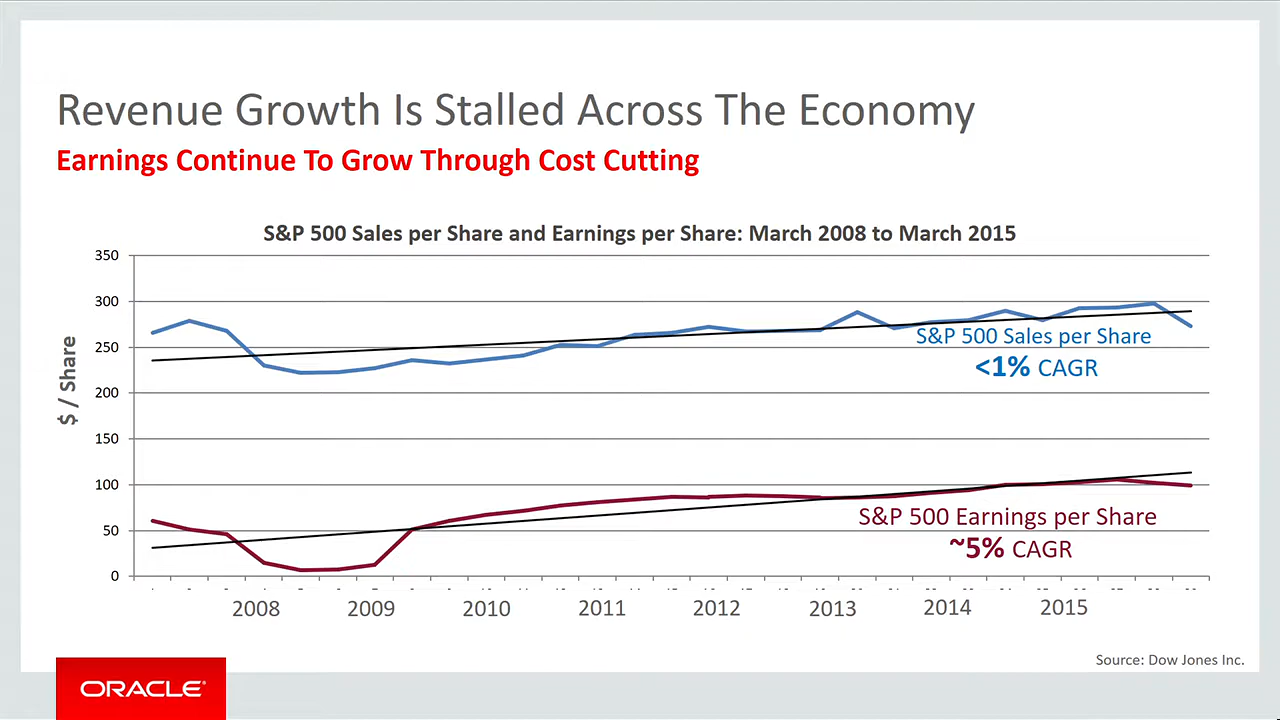 Revenue Growth Is Stalled Across The Economy
Earnings Continue To Grow Through Cost Cutting
S&P 500 Sales per Share and Earnings per Share: March 2008 to March 2015
350
300
250
200
150
100
50
0
$ / Share
S&P 500 Sales per Share
<1% CAGR
S&P 500 Earnings per Share
~5% CAGR
2008 2009 2010 2011 2012 2013 2014 2015
Source: Dow Jones Inc.
ORACLE®